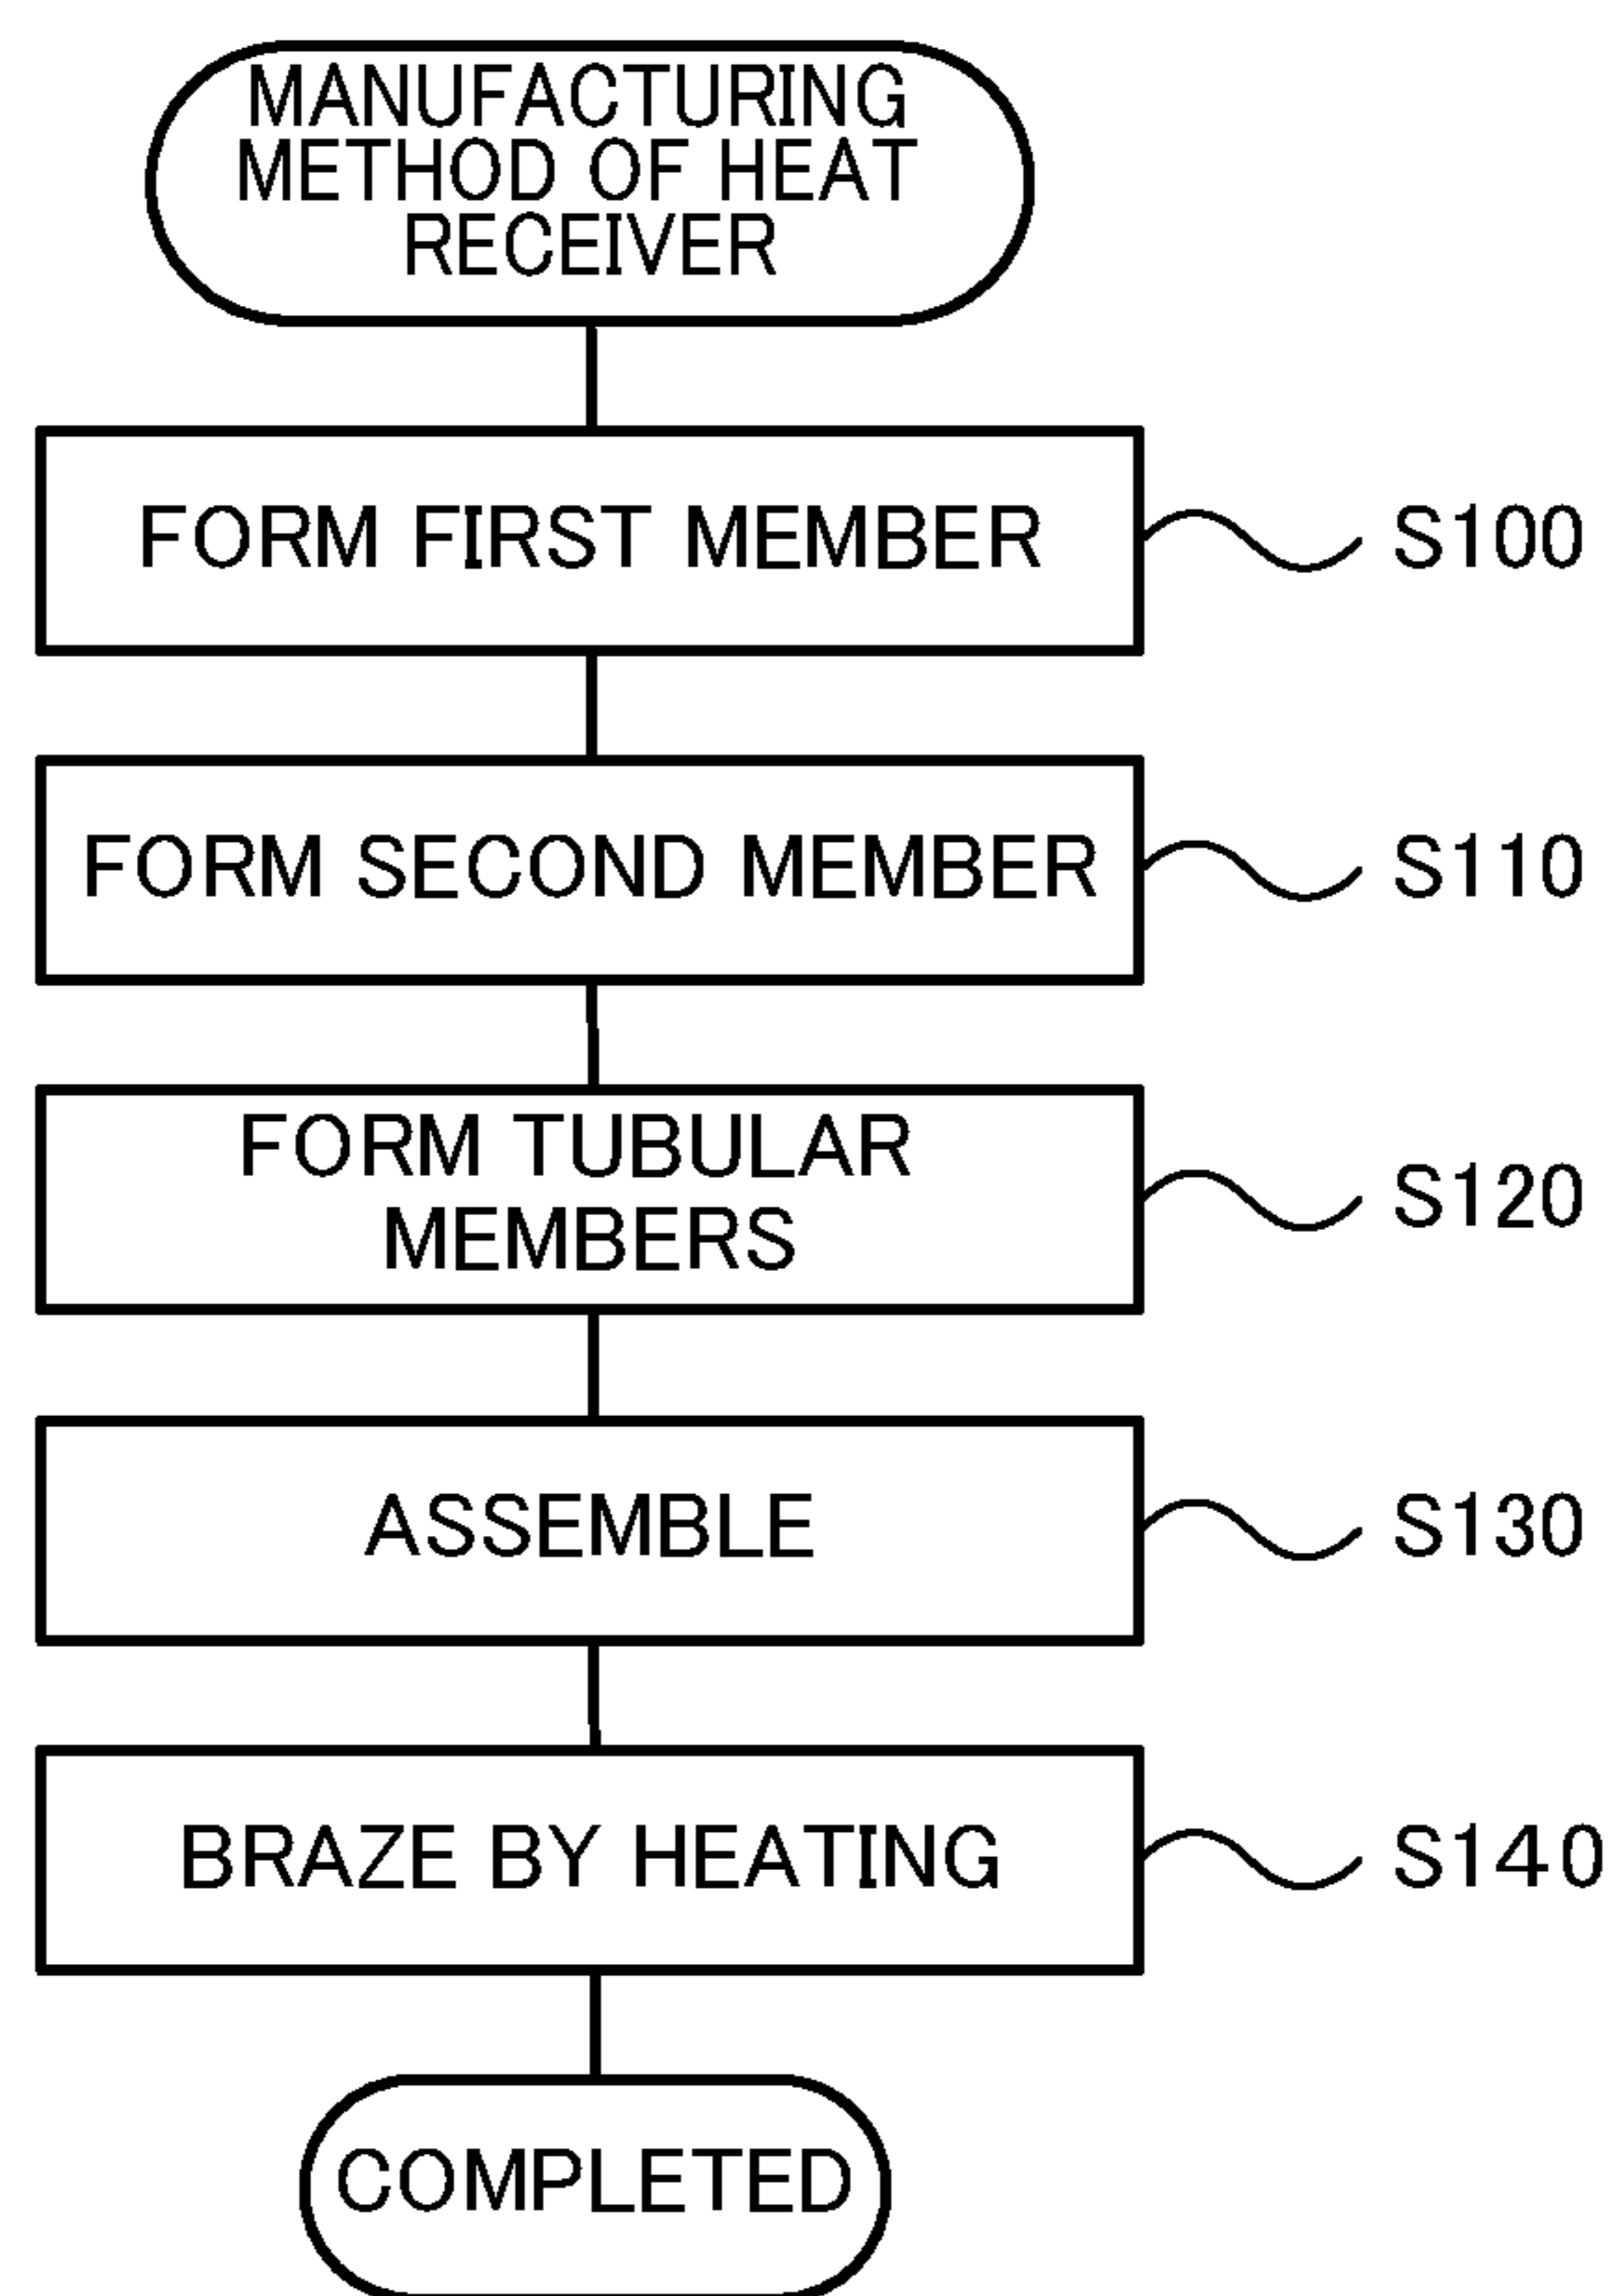 MANUFACTURING
METHOD OF HEAT
RECEIVER
FORM FIRST MEMBER
S100
FORM SECOND MEMBER
S110
FORM TUBULAR
MEMBERS
S120
ASSEMBLE
S130
BRAZE BY HEATING
S140
COMPLETED